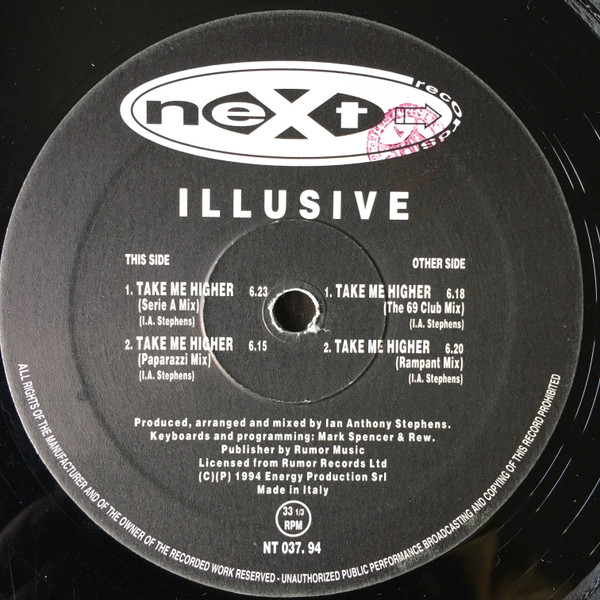 neXt records
ILLUSIVE
THIS SIDE
1. TAKE ME HIGHER 6.23
(Serie A Mix)
(I.A. Stephens)
2. TAKE ME HIGHER 6.15
(Paparazzi Mix)
(I.A. Stephens)
OTHER SIDE
1. TAKE ME HIGHER 6.18
(The 69 Club Mix)
(I.A. Stephens)
2. TAKE ME HIGHER 6.20
(Rampant Mix)
(I.A. Stephens)
Produced, arranged and mixed by Ian Anthony Stephens.
Keyboards and programming: Mark Spencer & Rew.
Publisher by Rumor Music
Licensed from Rumor Records Ltd
(C)(P) 1994 Energy Production Srl
Made in Italy
33 1/3
RPM
NT 037. 94
ALL RIGHTS OF THE MANUFACTURER AND OF THE OWNER OF THE RECORDED WORK RESERVED - UNAUTHORIZED PUBLIC PERFORMANCE BROADCASTING AND COPYING OF THIS RECORD PROHIBITED